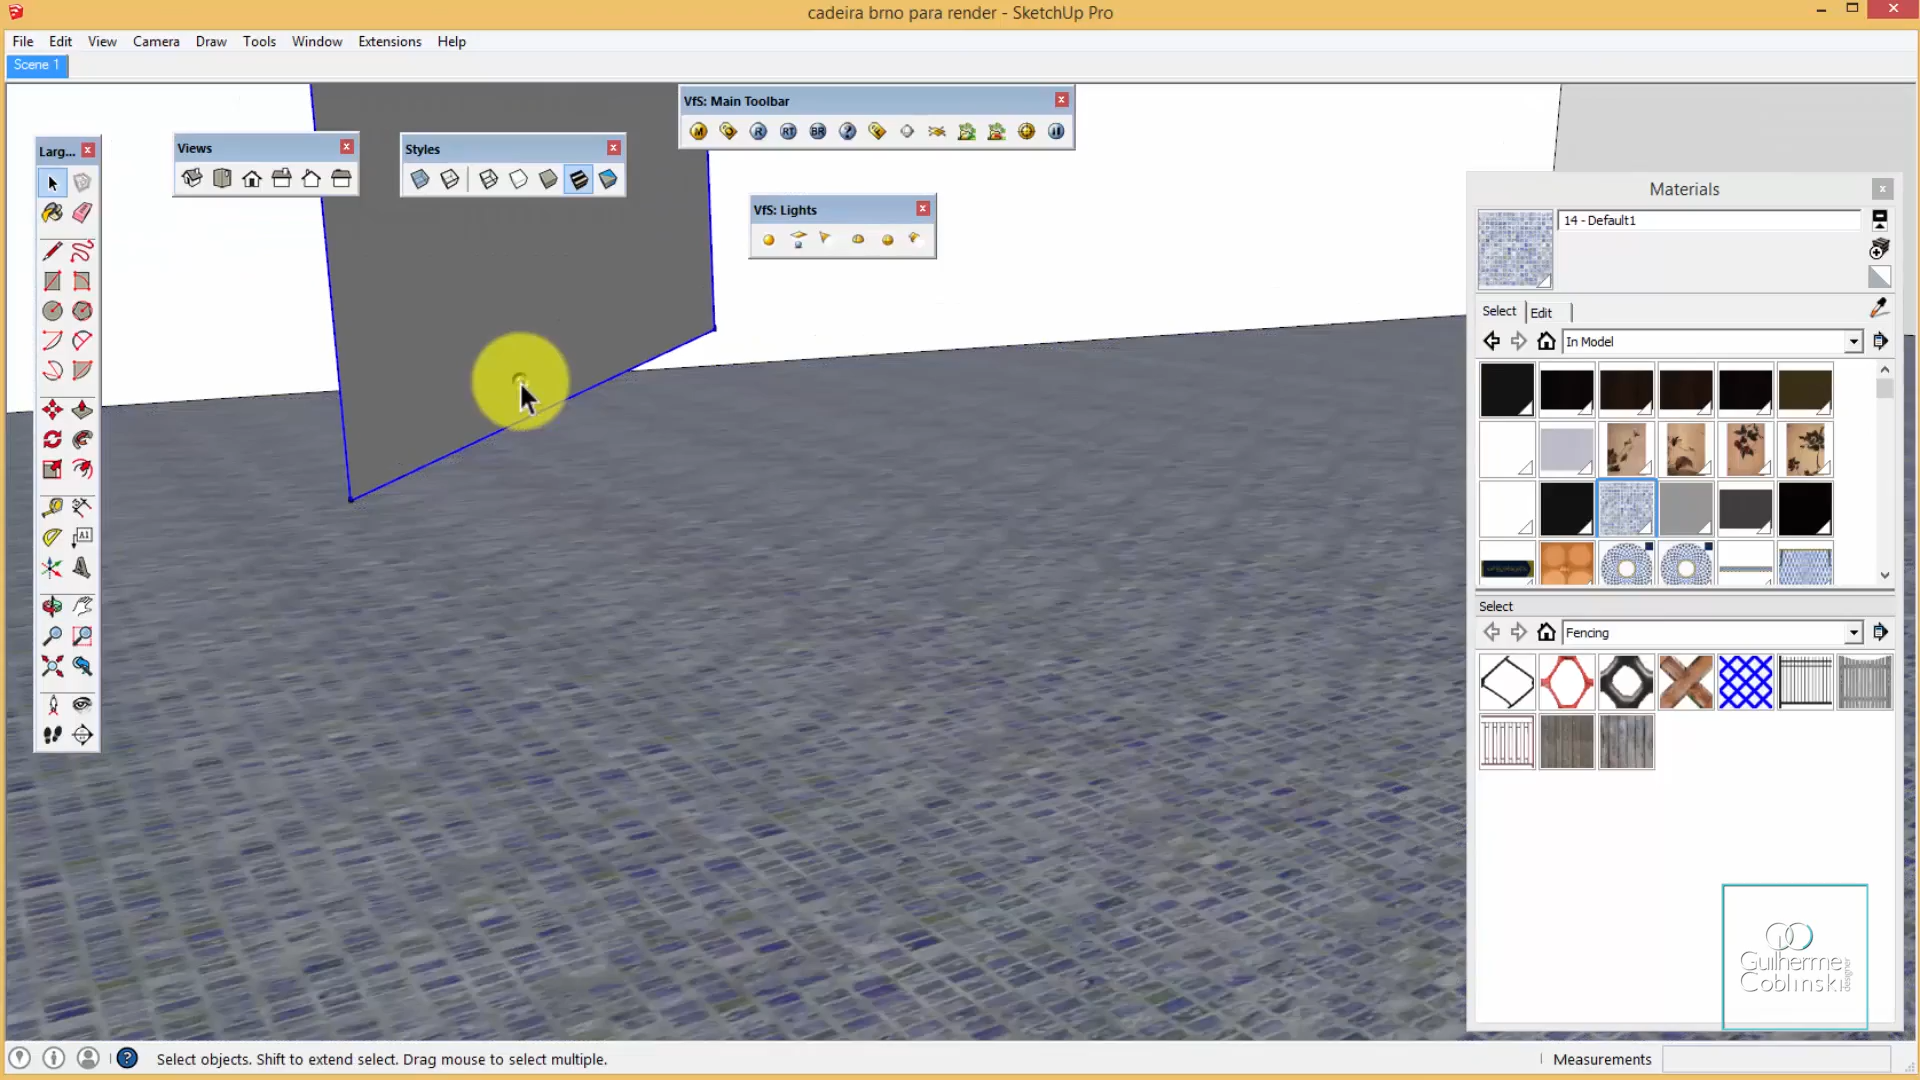 cadeira brno para render - SketchUp Pro
File Edit View Camera Draw Tools Window Extensions Help
Scene 1
VfS: Main Toolbar
Larg...
Views
Styles
VfS: Lights
Materials
14 - Default1
Select
Edit
In Model
Select
Fencing
Guilherme
Coblinski
designer
Select objects. Shift to extend select. Drag mouse to select multiple.
Measurements